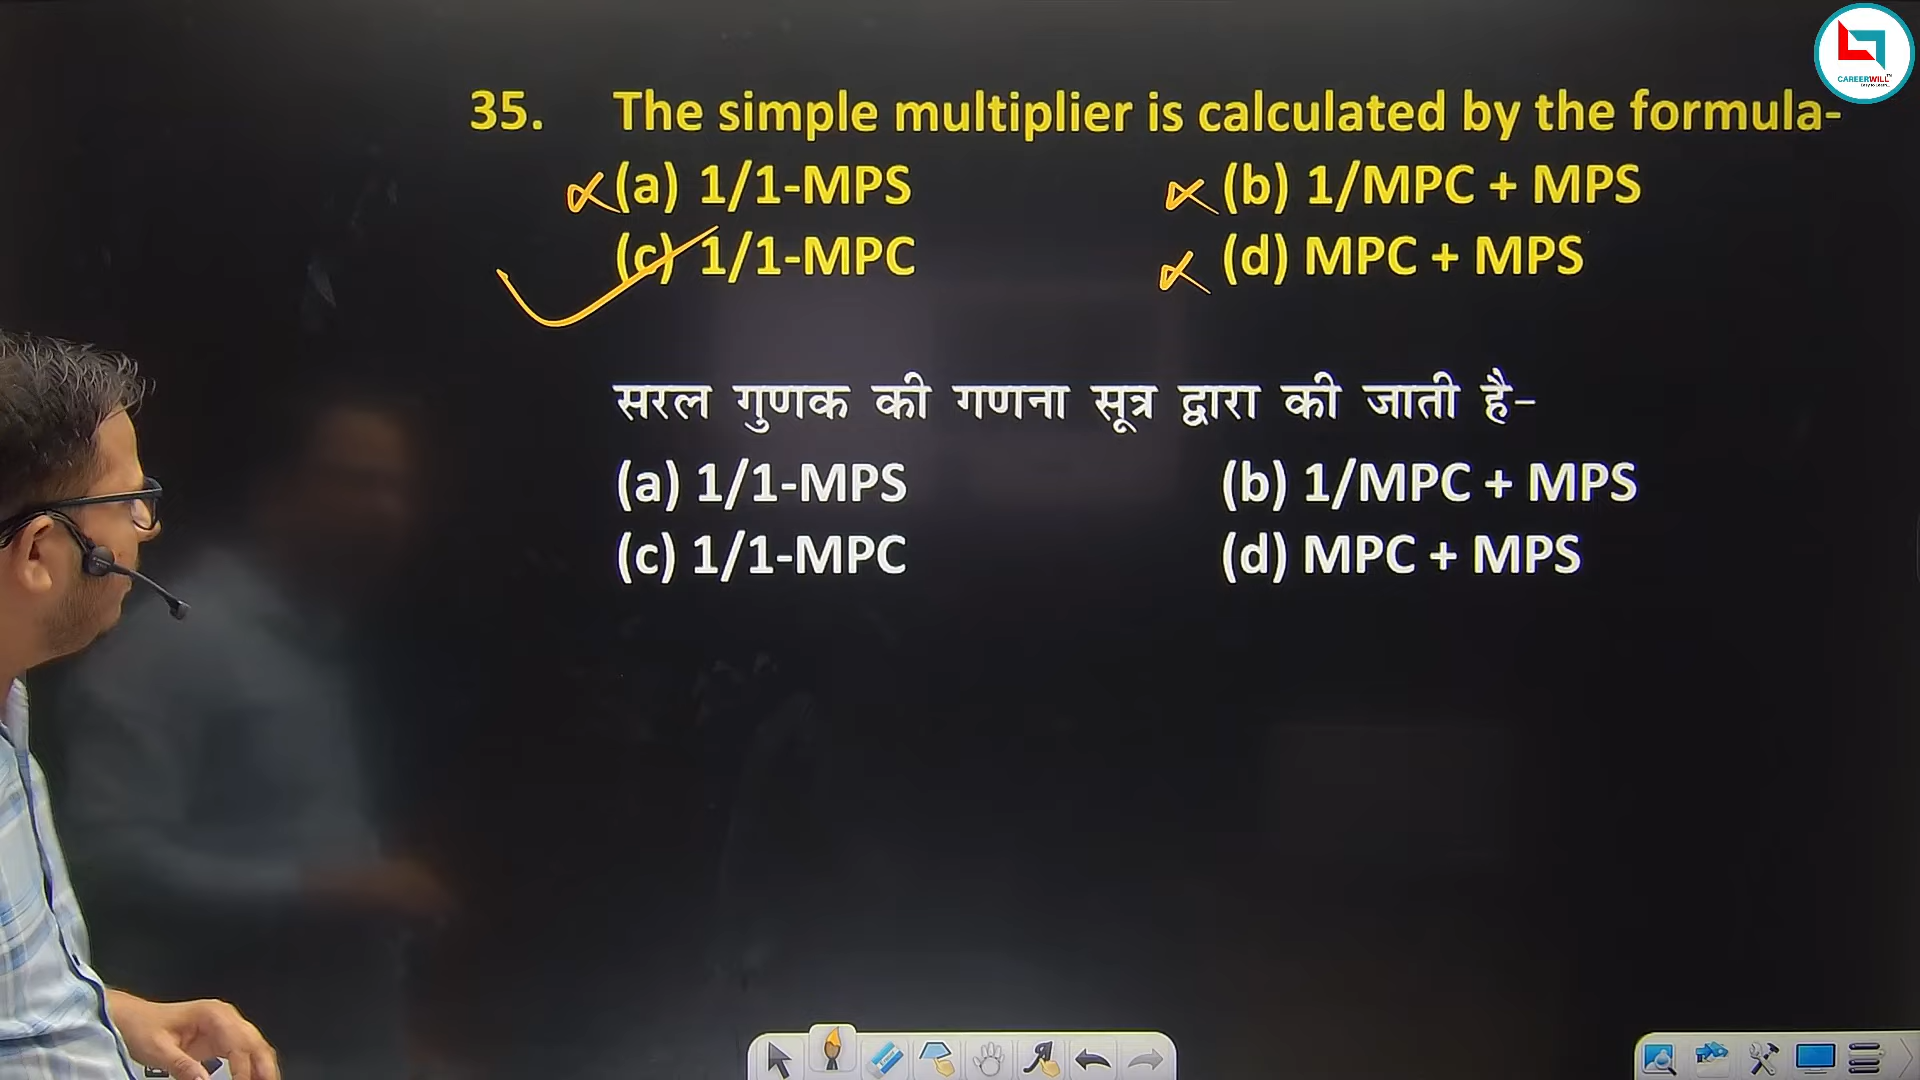 CAREERWILL
35. The simple multiplier is calculated by the formula-
(a) 1/1-MPS (b) 1/MPC + MPS
(c) 1/1-MPC (d) MPC + MPS
सरल गुणक की गणना सूत्र द्वारा की जाती है-
(a) 1/1-MPS (b) 1/MPC + MPS
(c) 1/1-MPC (d) MPC + MPS